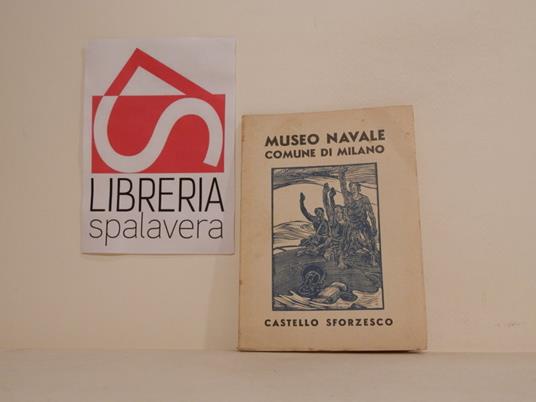 LIBRERIA
spalavera
MUSEO NAVALE
COMUNE DI MILANO
CASTELLO SFORZESCO